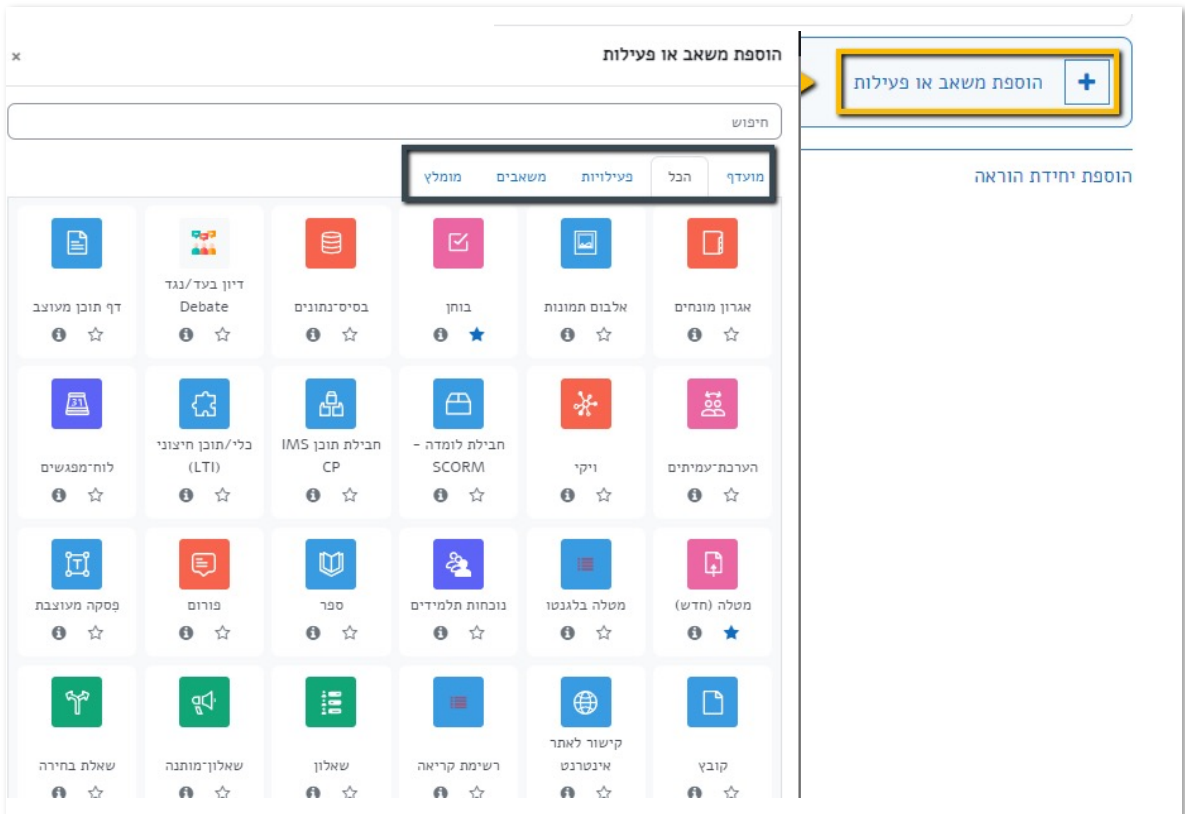 הוספת משאב או פעילות
הוספת יחידת הוראה
הוספת משאב או פעילות
×
חיפוש
מועדף הכל פעילויות משאבים מומלץ
אגרון מונחים
אלבום תמונות
בוחן
בסיס־נתונים
דיון בעד/נגד
Debate
דף תוכן מעוצב
הערכת־עמיתים
ויקי
חבילת לומדה -
SCORM
חבילת תוכן IMS
CP
כלי/תוכן חיצוני
(LTI)
31
לוח־מפגשים
מטלה (חדש)
מטלה בלגנטו
נוכחות תלמידים
ספר
פורום
T
פִסקה מעוצבת
קובץ
קישור לאתר
אינטרנט
רשימת קריאה
שאלון
שאלון־מותנה
שאלת בחירה